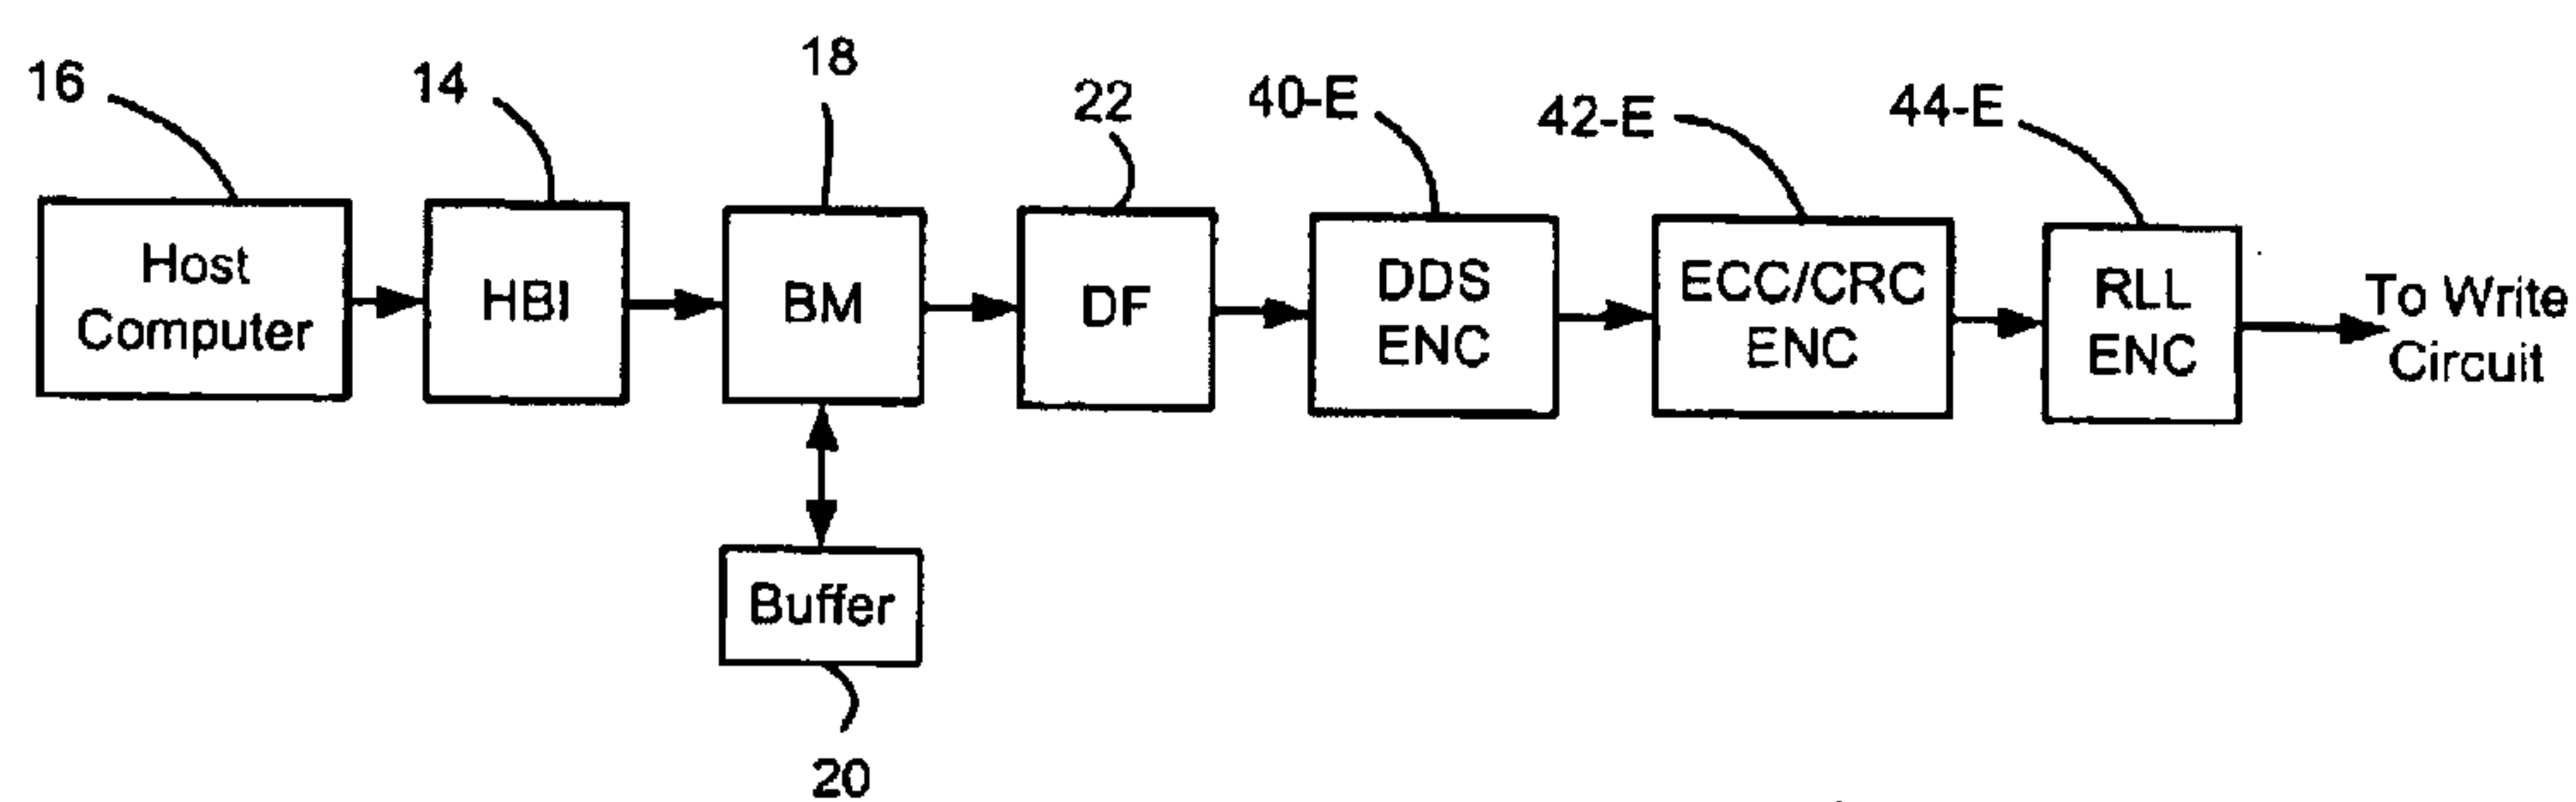 16
14
18
22
40-E
42-E
44-E
Host
Computer
HBI
BM
DF
DDS
ENC
ECC/CRC
ENC
RLL
ENC
To Write
Circuit
Buffer
20